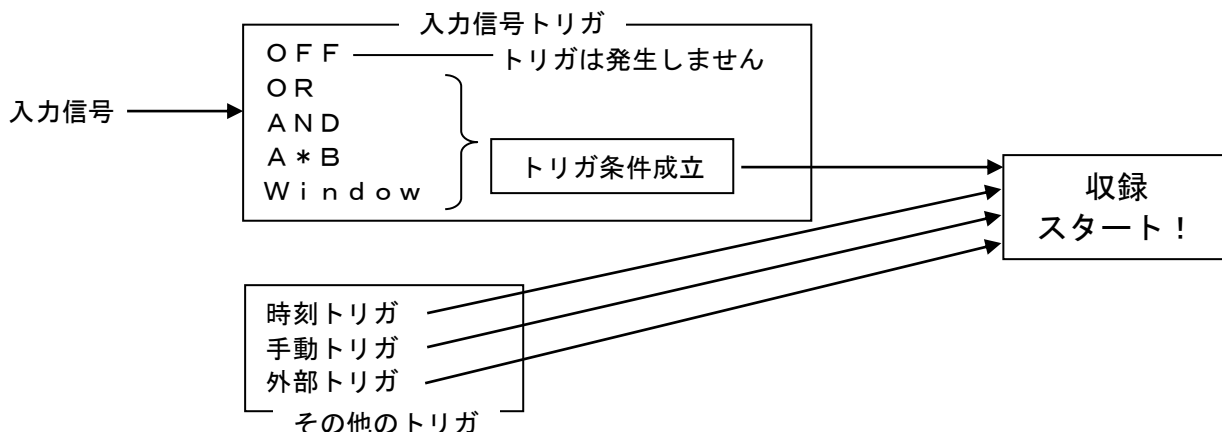 入力信号トリガ
ＯＦＦ トリガは発生しません
ＯＲ
入力信号
ＡＮＤ
Ａ＊Ｂ
トリガ条件成立
Ｗｉｎｄｏｗ
収録
スタート！
時刻トリガ
手動トリガ
外部トリガ
その他のトリガ